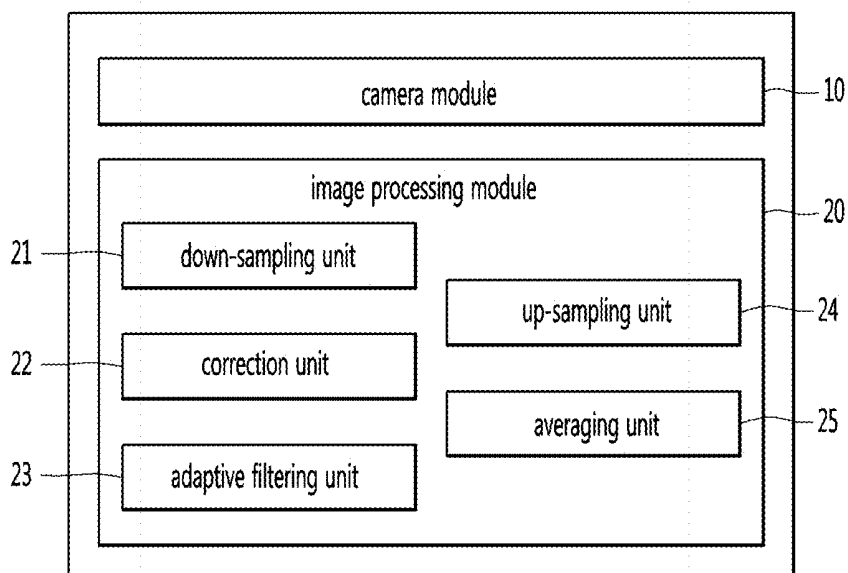 camera module
10
image processing module
20
21
down-sampling unit
up-sampling unit
24
22
correction unit
averaging unit
25
23
adaptive filtering unit